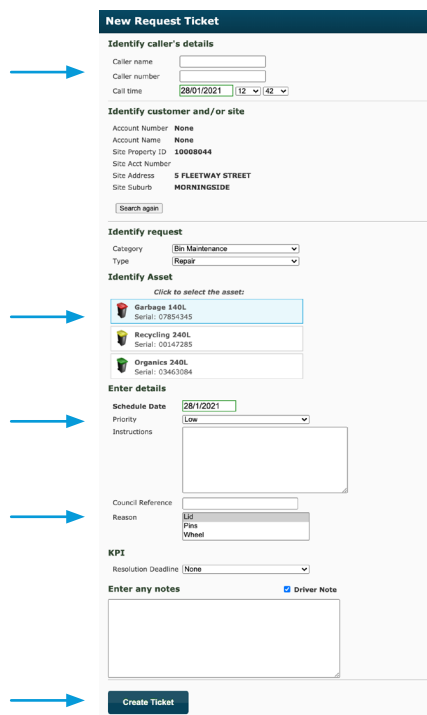 New Request Ticket
Identify caller's details
Caller name
Caller number
Call time 28/01/2021 12 42
Identify customer and/or site
Account Number None
Account Name None
Site Property ID 10008044
Site Acct Number
Site Address 5 FLEETWAY STREET
Site Suburb MORNINGSIDE
Search again
Identify request
Category Bin Maintenance
Type Repair
Identify Asset
Click to select the asset:
Garbage 140L
Serial: 07854345
Recycling 240L
Serial: 00147285
Organics 240L
Serial: 03463084
Enter details
Schedule Date 28/1/2021
Priority Low
Instructions
Council Reference
Reason Lid
Pins
Wheel
KPI
Resolution Deadline None
Enter any notes Driver Note
Create Ticket